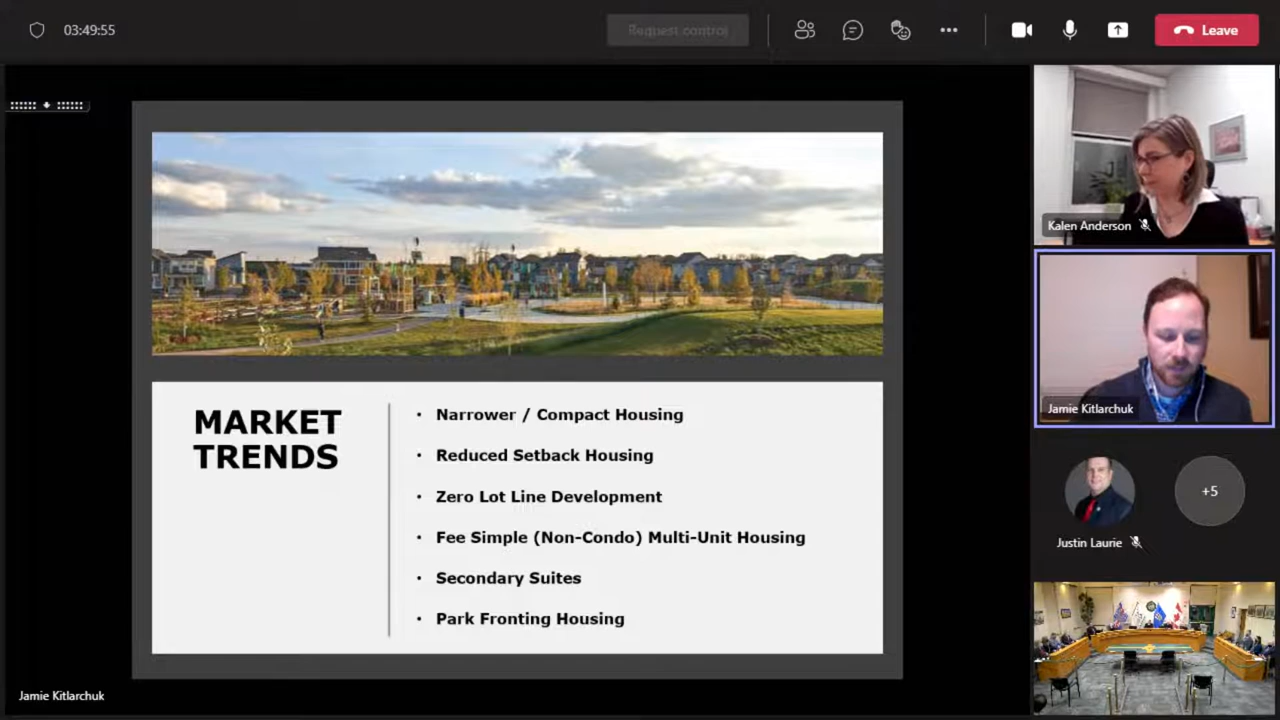 03:49:55
Request control
Leave
Kalen Anderson
MARKET
TRENDS
• Narrower / Compact Housing
• Reduced Setback Housing
• Zero Lot Line Development
• Fee Simple (Non-Condo) Multi-Unit Housing
• Secondary Suites
• Park Fronting Housing
Jamie Kitlarchuk
+5
Justin Laurie
Jamie Kitlarchuk